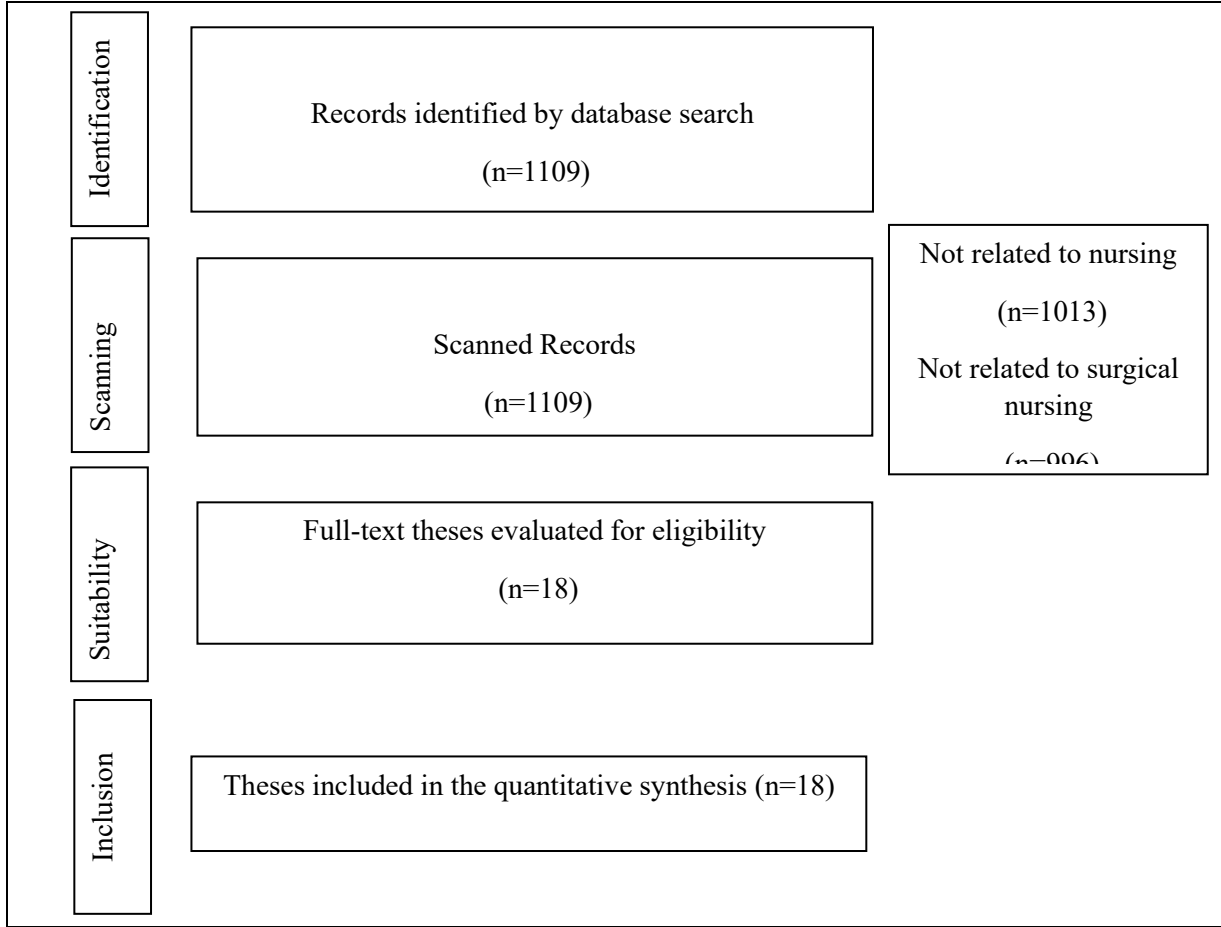 Identification
Records identified by database search
(n=1109)
Scanning
Scanned Records
(n=1109)
Not related to nursing
(n=1013)
Not related to surgical
nursing
(n=996)
Suitability
Full-text theses evaluated for eligibility
(n=18)
Inclusion
Theses included in the quantitative synthesis (n=18)